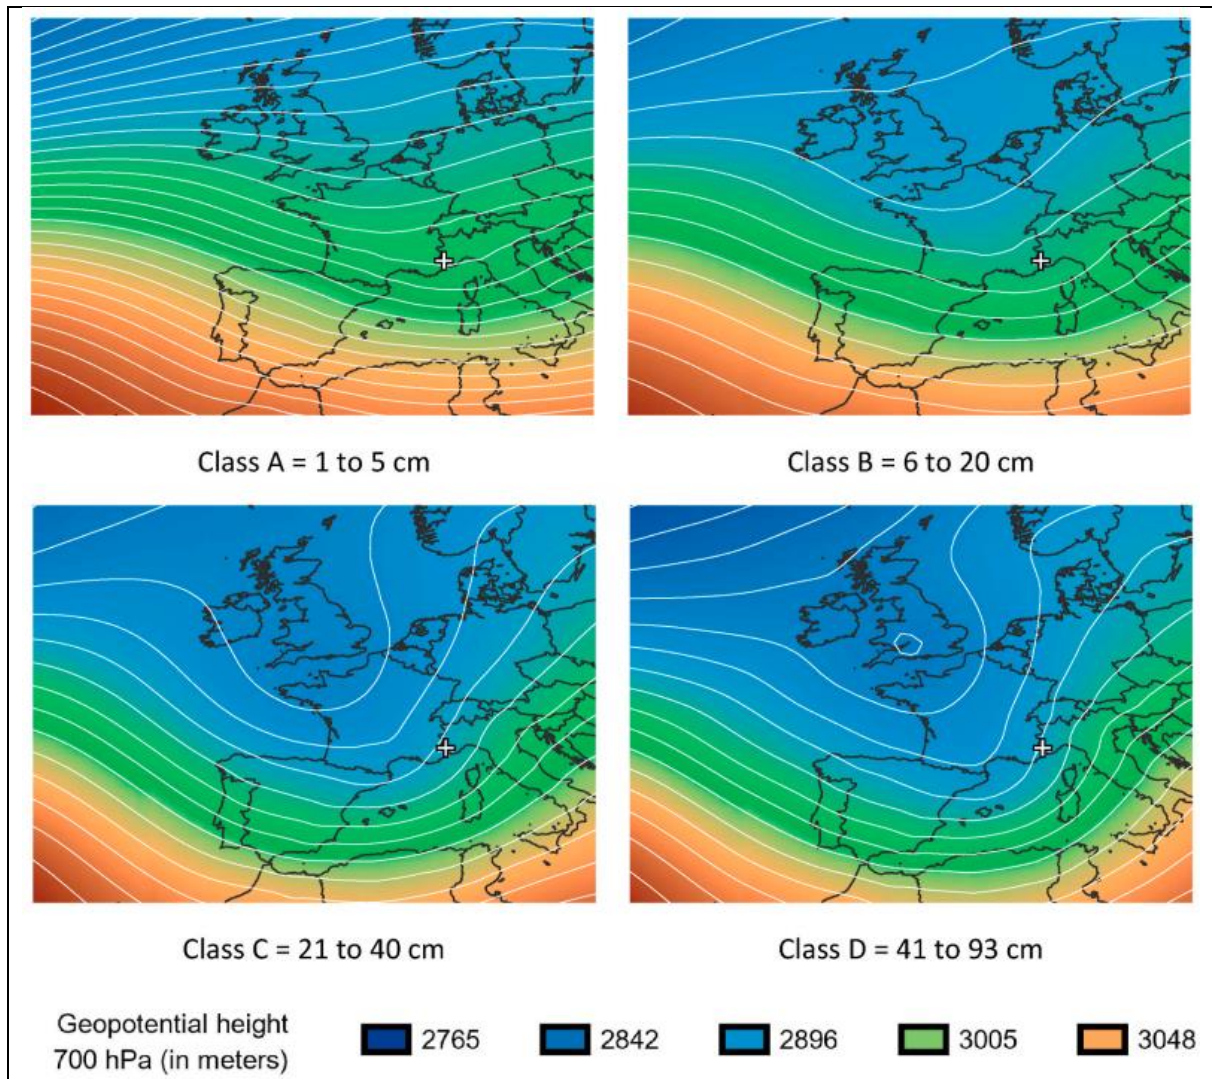 Class A = 1 to 5 cm
Class B = 6 to 20 cm
Class C = 21 to 40 cm
Class D = 41 to 93 cm
Geopotential height
700 hPa (in meters)
2765
2842
2896
3005
3048